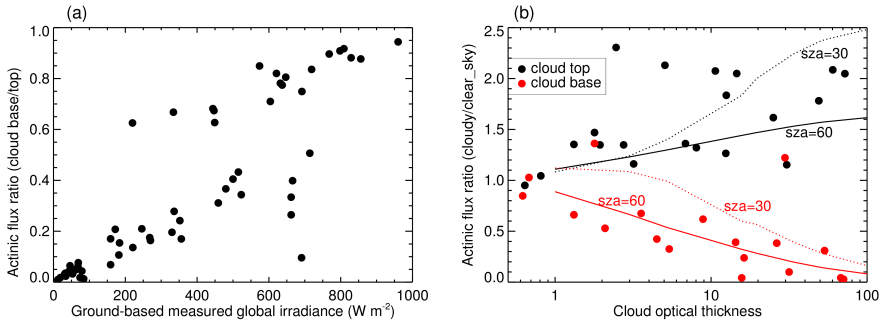 (a)
Actinic flux ratio (cloud base/top)
1.0
0.8
0.6
0.4
0.2
0.0
0 200 400 600 800 1000
Ground-based measured global irradiance (W m-2)
(b)
Actinic flux ratio (cloudy/clear_sky)
2.5
2.0
1.5
1.0
0.5
0.0
cloud top
cloud base
sza=30
sza=60
sza=60
sza=30
1 10 100
Cloud optical thickness